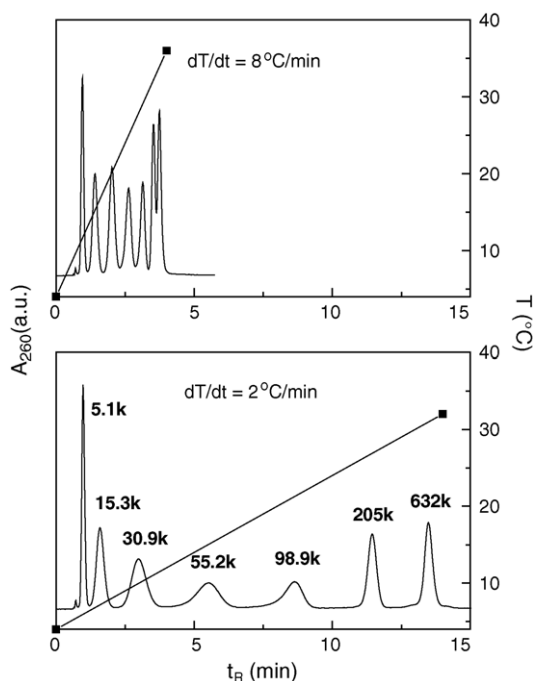 40
dT/dt = 8°C/min
30
20
10
0 5 10 15
A₂₆₀(a.u.)
T (°C)
40
dT/dt = 2°C/min
5.1k
30
15.3k
30.9k
55.2k
98.9k
205k
632k
20
10
0 5 10 15
t_R (min)